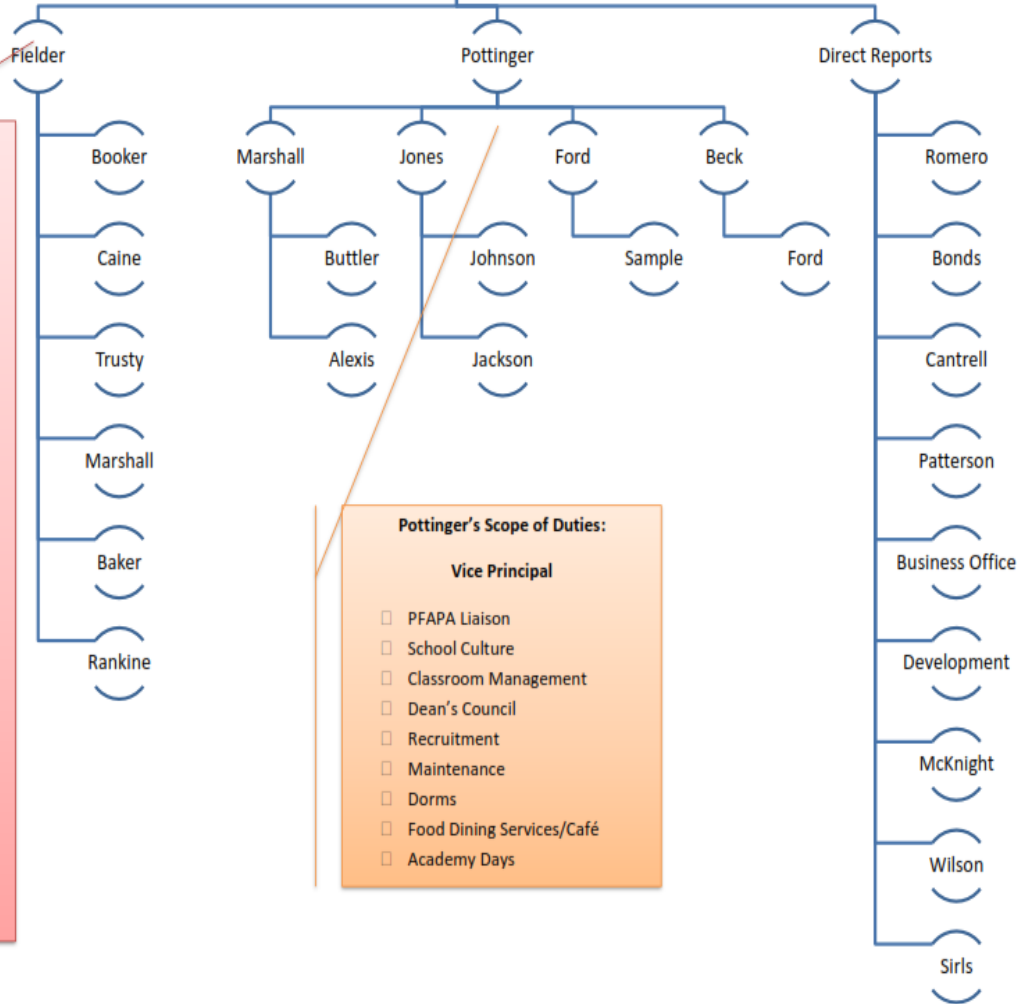 Fielder
Pottinger
Direct Reports
Booker
Marshall
Jones
Ford
Beck
Romero
Caine
Buttler
Johnson
Sample
Ford
Bonds
Trusty
Alexis
Jackson
Cantrell
Marshall
Patterson
Baker
Business Office
Rankine
Development
McKnight
Wilson
Sirls
Pottinger’s Scope of Duties:
Vice Principal
PFAPA Liaison
School Culture
Classroom Management
Dean’s Council
Recruitment
Maintenance
Dorms
Food Dining Services/Café
Academy Days